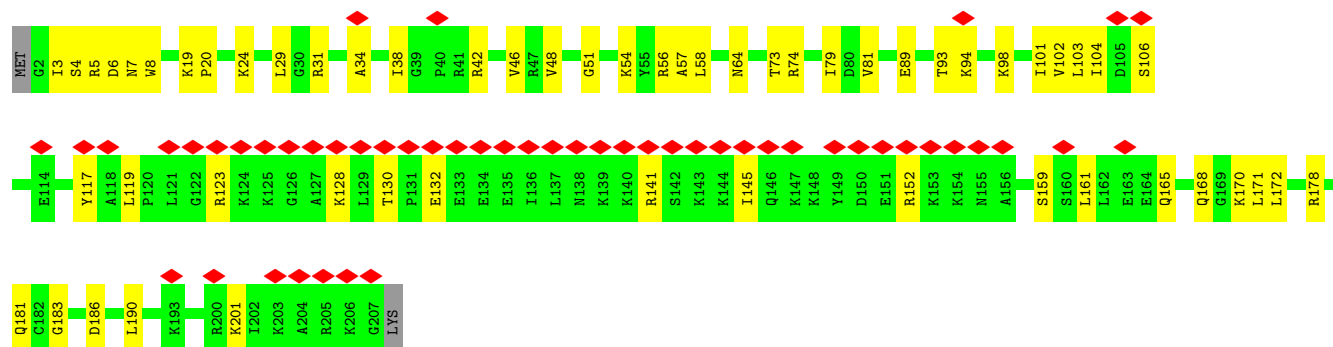 MET G2 I3 S4 R5 D6 N7 W8 K19 P20 K24 L29 G30 R31 A34 I38 G39 P40 R41 R42 V46 R47 V48 G51 K54 Y55 R56 A57 L58 N64 T73 R74 I79 D80 V81 E89 T93 K94 K98 I101 V102 L103 I104 D105 S106
E114 Y117 A118 L119 P120 L121 G122 R123 K124 K125 G126 A127 K128 L129 T130 P131 E132 E133 E134 E135 I136 L137 N138 K139 K140 R141 S142 K143 K144 I145 Q146 K147 K148 Y149 D150 E151 R152 K153 K154 N155 A156 S159 S160 L161 L162 E163 E164 Q165 Q168 G169 K170 L171 L172 R178
Q181 C182 G183 D186 L190 K193 R200 K201 I202 K203 A204 R205 K206 G207 LYS